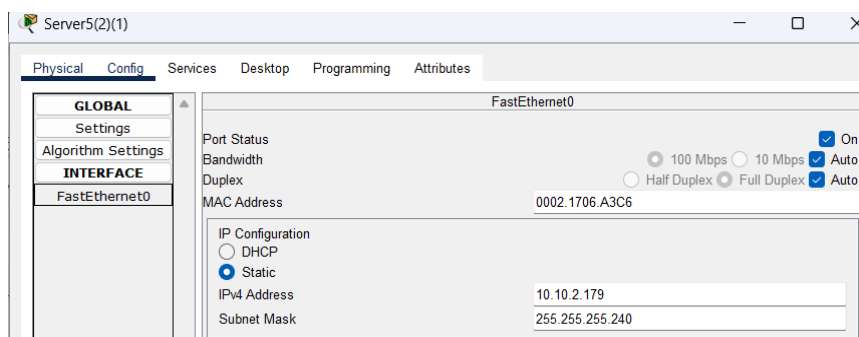 Server5(2)(1)
Physical Config Services Desktop Programming Attributes
GLOBAL
Settings
Algorithm Settings
INTERFACE
FastEthernet0
FastEthernet0
Port Status On
Bandwidth 100 Mbps 10 Mbps Auto
Duplex Half Duplex Full Duplex Auto
MAC Address 0002.1706.A3C6
IP Configuration
DHCP
Static
IPv4 Address 10.10.2.179
Subnet Mask 255.255.255.240